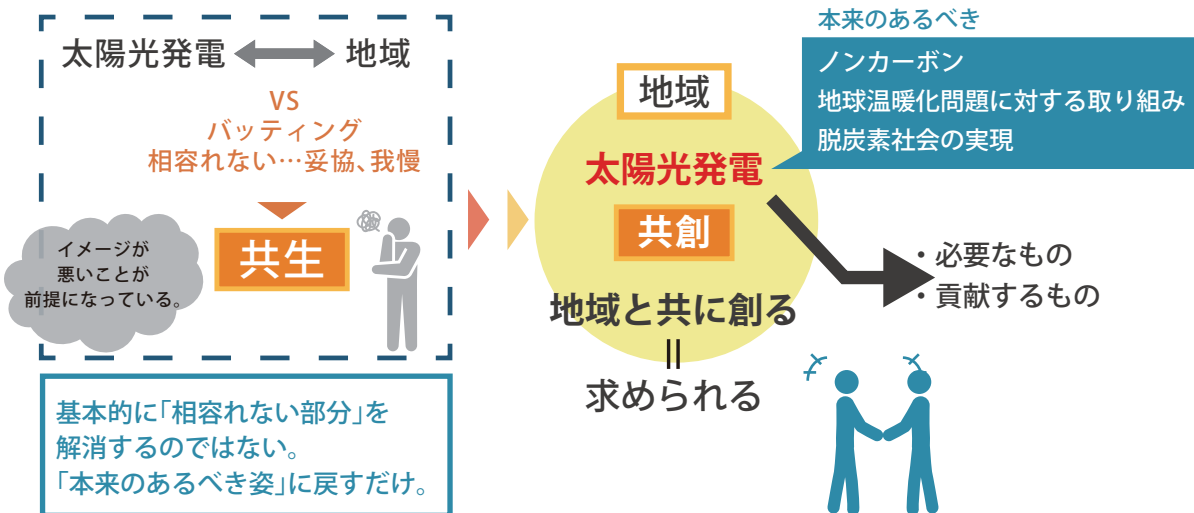 太陽光発電 地域
VS
バッティング
相容れない…妥協、我慢
共生
イメージが
悪いことが
前提になっている。
基本的に「相容れない部分」を
解消するのではない。
「本来のあるべき姿」に戻すだけ。
地域
太陽光発電
共創
地域と共に創る
＝
求められる
本来のあるべき
ノンカーボン
地球温暖化問題に対する取り組み
脱炭素社会の実現
・必要なもの
・貢献するもの